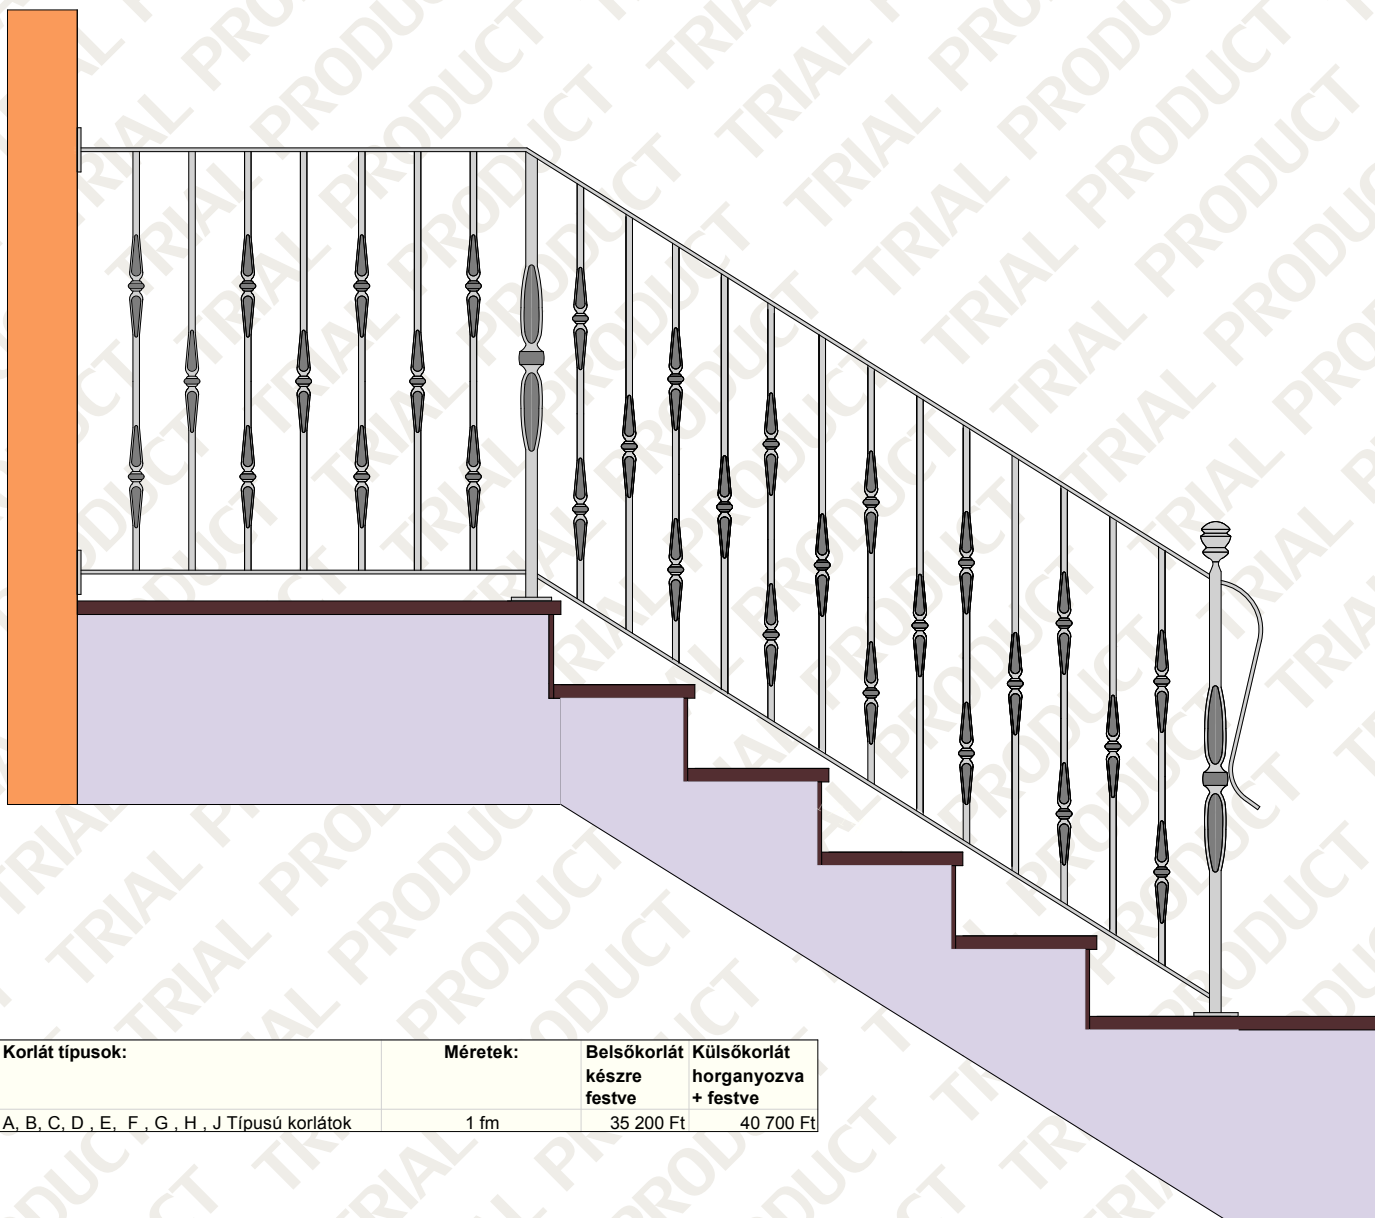 TRIAL PRODUCT
Korlát típusok:
Méretek:
Belsőkorlát
készre
festve
Külsőkorlát
horganyozva
+ festve
A, B, C, D , E,  F , G , H , J Típusú korlátok
1 fm
35 200 Ft
40 700 Ft